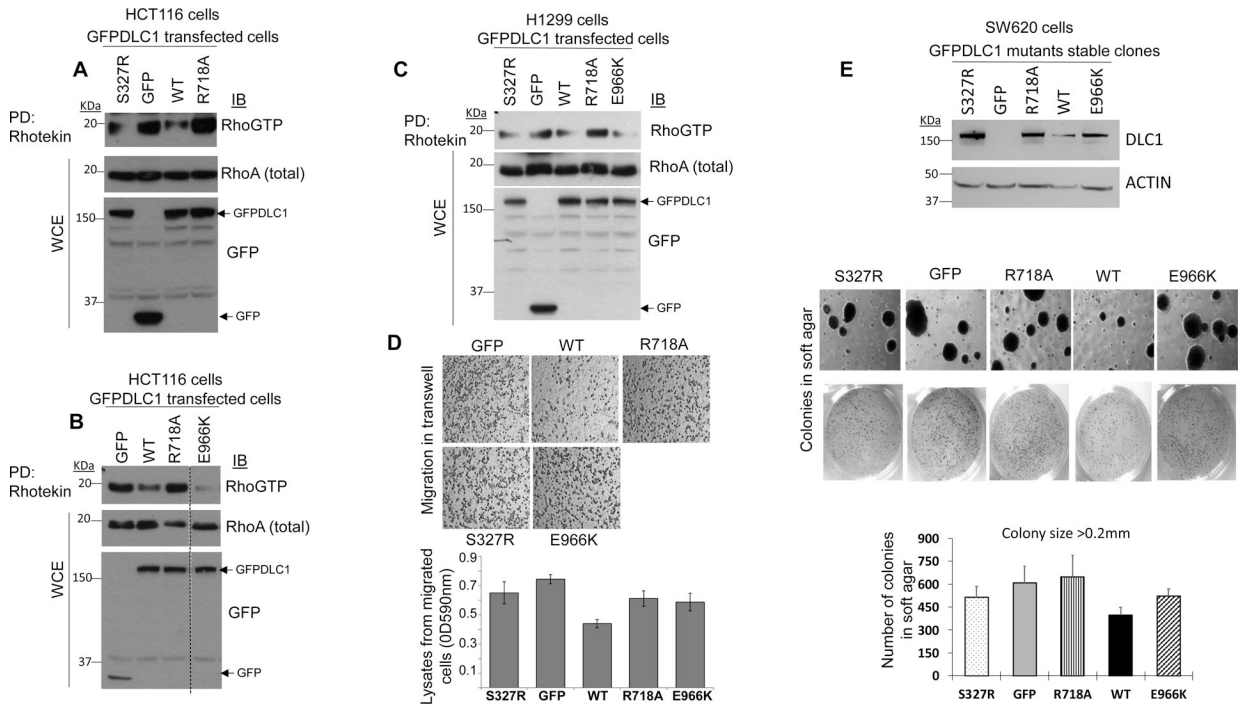 HCT116 cells
GFPDLC1 transfected cells
A
S327R
GFP
WT
R718A
IB
KDa
PD:
Rhotekin
20
RhoGTP
20
RhoA (total)
WCE
150
GFPDLC1
GFP
37
GFP
HCT116 cells
GFPDLC1 transfected cells
B
GFP
WT
R718A
E966K
IB
KDa
PD:
Rhotekin
20
RhoGTP
20
RhoA (total)
WCE
150
GFPDLC1
GFP
37
GFP
H1299 cells
GFPDLC1 transfected cells
C
S327R
GFP
WT
R718A
E966K
IB
KDa
PD:
Rhotekin
20
RhoGTP
20
RhoA (total)
WCE
150
GFPDLC1
GFP
37
GFP
D
GFP WT R718A
Migration in transwell
S327R E966K
Lysates from migrated
cells (0D590nm)
0.9
0.7
0.5
0.3
0.1
S327R GFP WT R718A E966K
SW620 cells
GFPDLC1 mutants stable clones
E
S327R
GFP
R718A
WT
E966K
KDa
150
DLC1
50
ACTIN
37
S327R GFP R718A WT E966K
Colonies in soft agar
Colony size >0.2mm
Number of colonies
in soft agar
900
750
600
450
300
150
0
S327R GFP R718A WT E966K